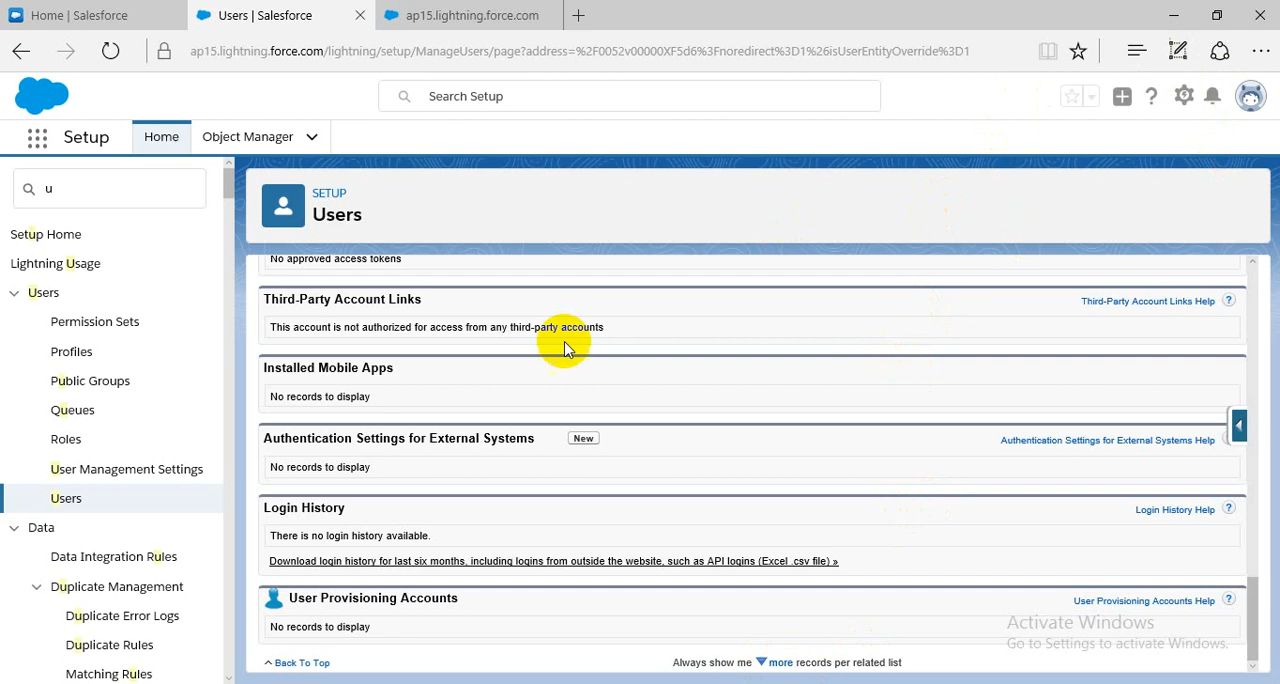 Home | Salesforce
Users | Salesforce
ap15.lightning.force.com
ap15.lightning.force.com/lightning/setup/ManageUsers/page?address=%2F0052v00000XF5d6%3Fnoredirect%3D1%26isUserEntityOverride%3D1
Search Setup
Setup
Home
Object Manager
u
Setup Home
Lightning Usage
Users
Permission Sets
Profiles
Public Groups
Queues
Roles
User Management Settings
Users
Data
Data Integration Rules
Duplicate Management
Duplicate Error Logs
Duplicate Rules
Matching Rules
SETUP
Users
No approved access tokens
Third-Party Account Links
Third-Party Account Links Help ?
This account is not authorized for access from any third-party accounts
Installed Mobile Apps
No records to display
Authentication Settings for External Systems
New
Authentication Settings for External Systems Help
No records to display
Login History
Login History Help ?
There is no login history available.
Download login history for last six months, including logins from outside the website, such as API logins (Excel .csv file) »
User Provisioning Accounts
User Provisioning Accounts Help ?
No records to display
Activate Windows
Go to Settings to activate Windows.
Back To Top
Always show me more records per related list